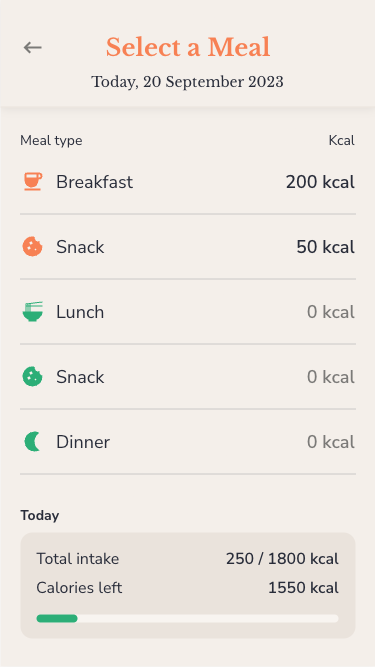 Select a Meal
Today, 20 September 2023
Meal type Kcal
Breakfast 200 kcal
Snack 50 kcal
Lunch 0 kcal
Snack 0 kcal
Dinner 0 kcal
Today
Total intake 250 / 1800 kcal
Calories left 1550 kcal